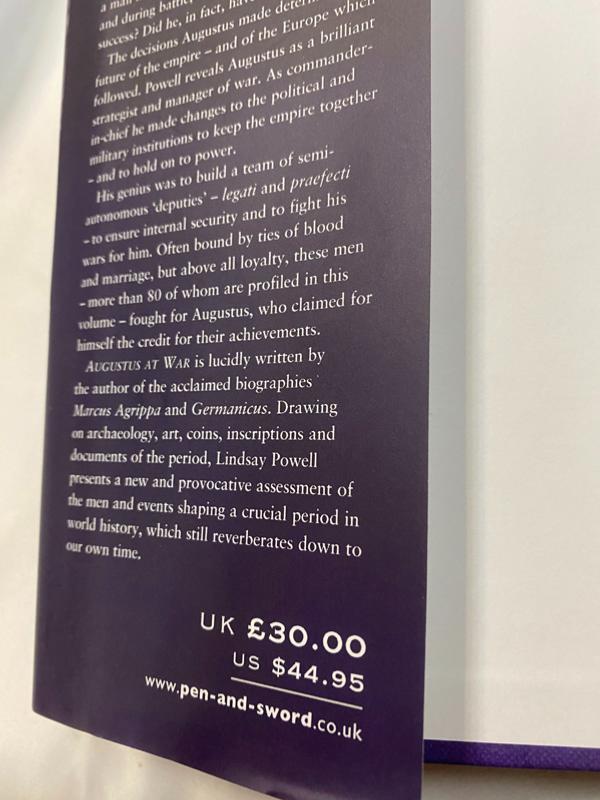 a man
and during battle
success? Did he, in fact,
The decisions Augustus made
future of the empire – and of the Europe which
followed. Powell reveals Augustus as a brilliant
strategist and manager of war. As commander-
in-chief he made changes to the political and
military institutions to keep the empire together
– and to hold on to power.
His genius was to build a team of semi-
autonomous ‘deputies’ – legati and praefecti
– to ensure internal security and to fight his
wars for him. Often bound by ties of blood
and marriage, but above all loyalty, these men
– more than 80 of whom are profiled in this
volume – fought for Augustus, who claimed for
himself the credit for their achievements.
AUGUSTUS AT WAR is lucidly written by
the author of the acclaimed biographies
Marcus Agrippa and Germanicus. Drawing
on archaeology, art, coins, inscriptions and
documents of the period, Lindsay Powell
presents a new and provocative assessment of
the men and events shaping a crucial period in
world history, which still reverberates down to
our own time.
UK £30.00
US $44.95
www.pen-and-sword.co.uk